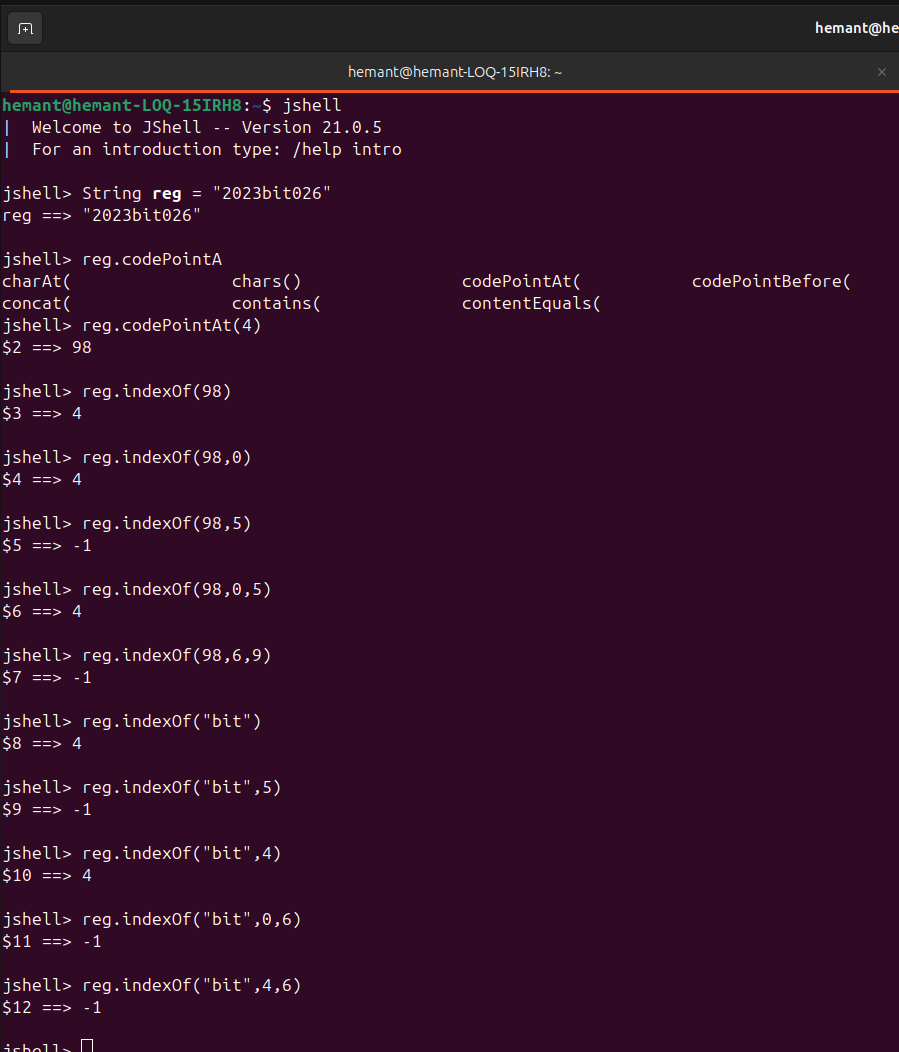 hemant@he
hemant@hemant-LOQ-15IRH8: ~
hemant@hemant-LOQ-15IRH8:~$ jshell
|  Welcome to JShell -- Version 21.0.5
|  For an introduction type: /help intro
jshell> String reg = "2023bit026"
reg ==> "2023bit026"
jshell> reg.codePointA
charAt( chars() codePointAt( codePointBefore(
concat( contains( contentEquals(
jshell> reg.codePointAt(4)
$2 ==> 98
jshell> reg.indexOf(98)
$3 ==> 4
jshell> reg.indexOf(98,0)
$4 ==> 4
jshell> reg.indexOf(98,5)
$5 ==> -1
jshell> reg.indexOf(98,0,5)
$6 ==> 4
jshell> reg.indexOf(98,6,9)
$7 ==> -1
jshell> reg.indexOf("bit")
$8 ==> 4
jshell> reg.indexOf("bit",5)
$9 ==> -1
jshell> reg.indexOf("bit",4)
$10 ==> 4
jshell> reg.indexOf("bit",0,6)
$11 ==> -1
jshell> reg.indexOf("bit",4,6)
$12 ==> -1
jshell>